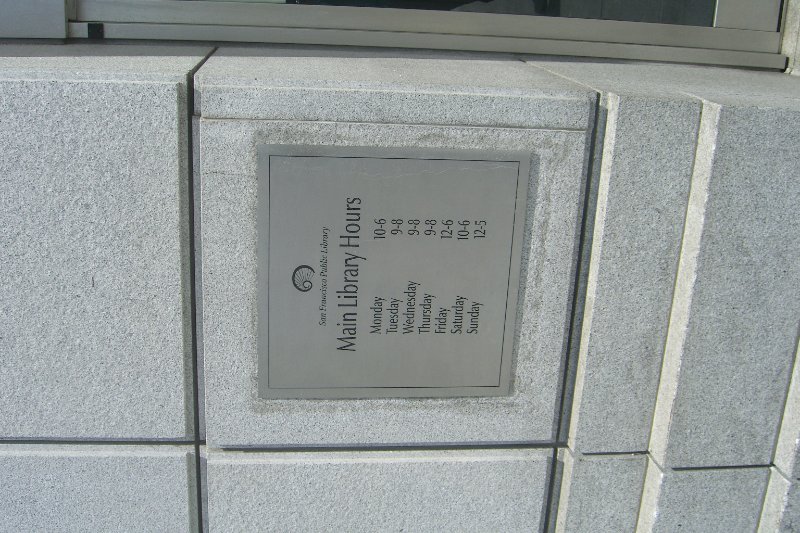 San Francisco Public Library
Main Library Hours
Monday 10-6
Tuesday 9-8
Wednesday 9-8
Thursday 9-8
Friday 12-6
Saturday 10-6
Sunday 12-5